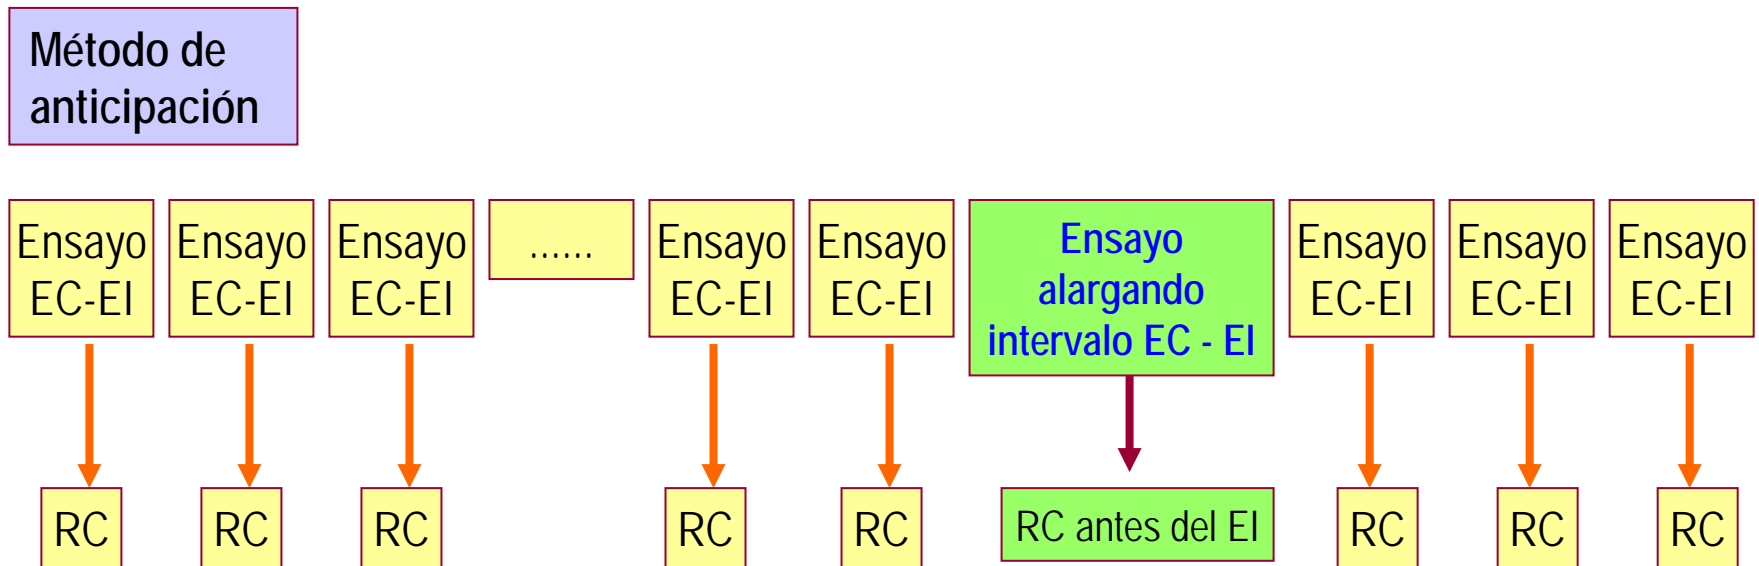 Método de
anticipación
Ensayo
EC-EI
Ensayo
EC-EI
Ensayo
EC-EI
......
Ensayo
EC-EI
Ensayo
EC-EI
Ensayo
alargando
intervalo EC - EI
Ensayo
EC-EI
Ensayo
EC-EI
Ensayo
EC-EI
RC
RC
RC
RC
RC
RC antes del EI
RC
RC
RC